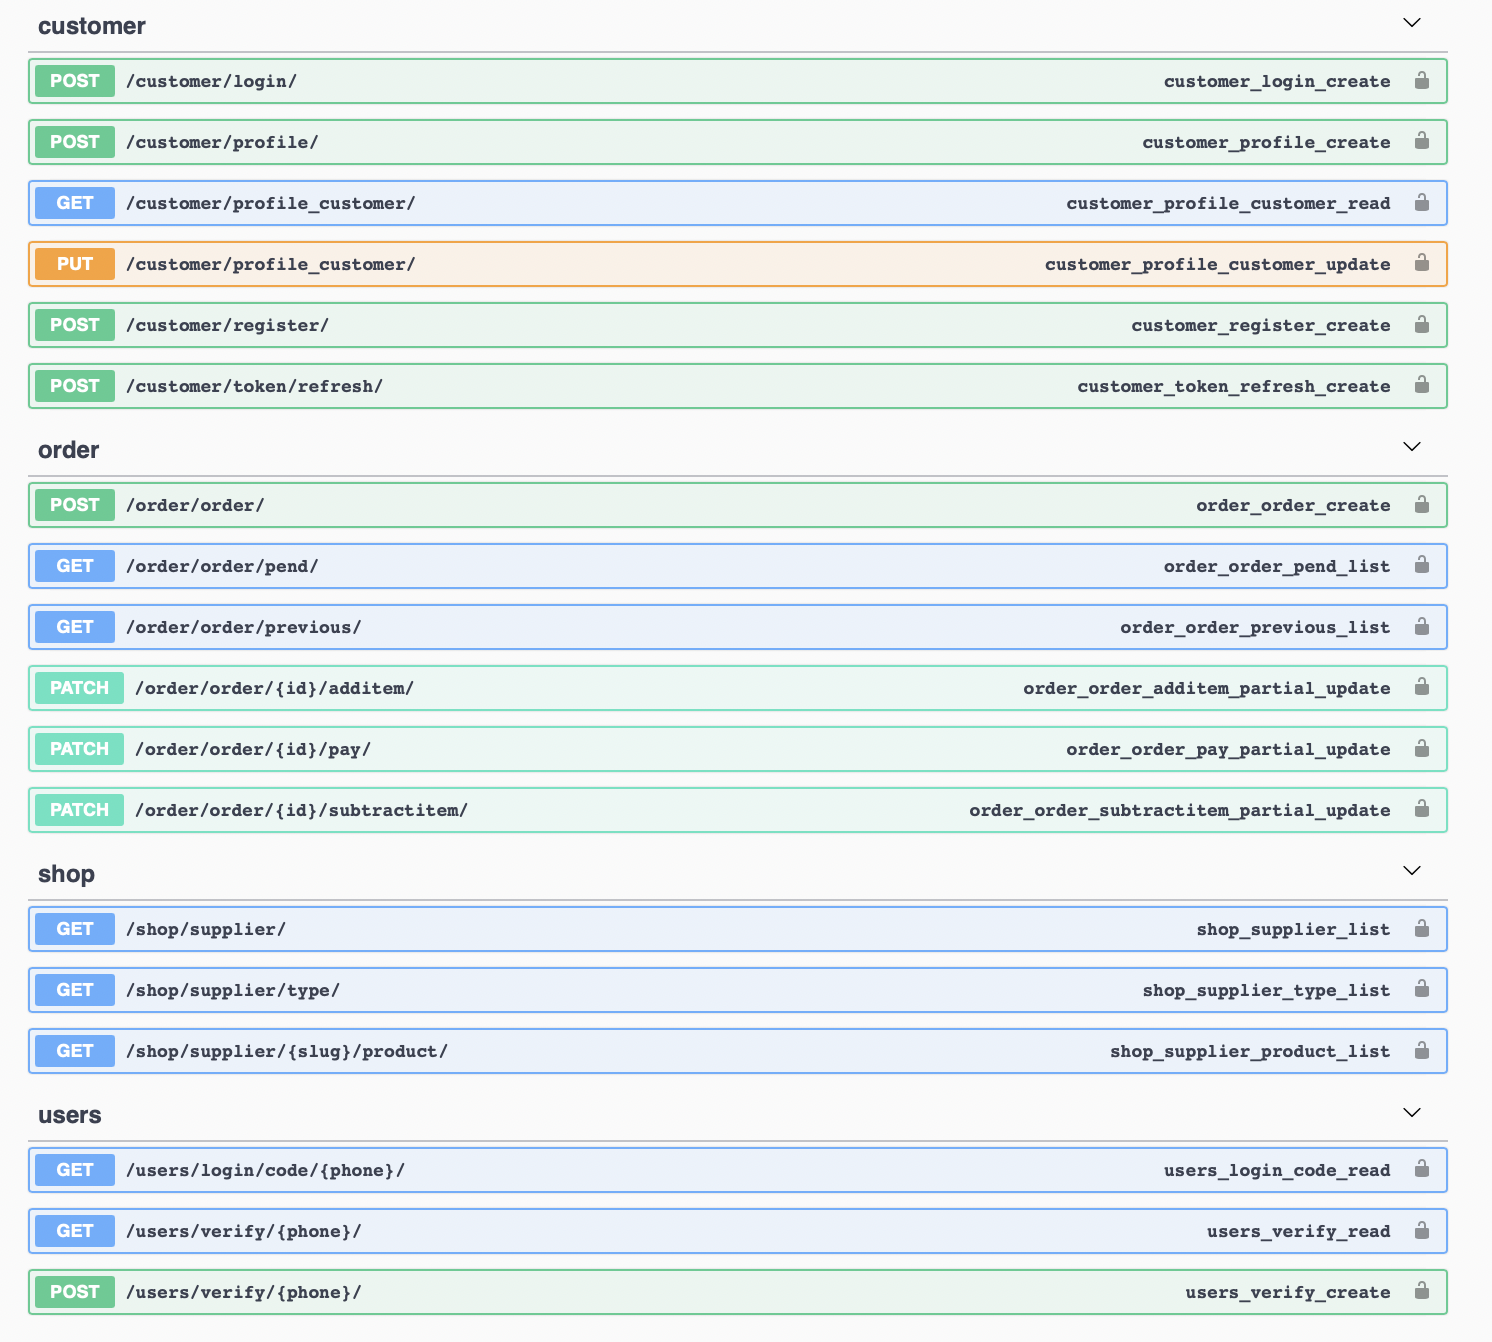 customer
POST /customer/login/ customer_login_create
POST /customer/profile/ customer_profile_create
GET /customer/profile_customer/ customer_profile_customer_read
PUT /customer/profile_customer/ customer_profile_customer_update
POST /customer/register/ customer_register_create
POST /customer/token/refresh/ customer_token_refresh_create
order
POST /order/order/ order_order_create
GET /order/order/pend/ order_order_pend_list
GET /order/order/previous/ order_order_previous_list
PATCH /order/order/{id}/additem/ order_order_additem_partial_update
PATCH /order/order/{id}/pay/ order_order_pay_partial_update
PATCH /order/order/{id}/subtractitem/ order_order_subtractitem_partial_update
shop
GET /shop/supplier/ shop_supplier_list
GET /shop/supplier/type/ shop_supplier_type_list
GET /shop/supplier/{slug}/product/ shop_supplier_product_list
users
GET /users/login/code/{phone}/ users_login_code_read
GET /users/verify/{phone}/ users_verify_read
POST /users/verify/{phone}/ users_verify_create